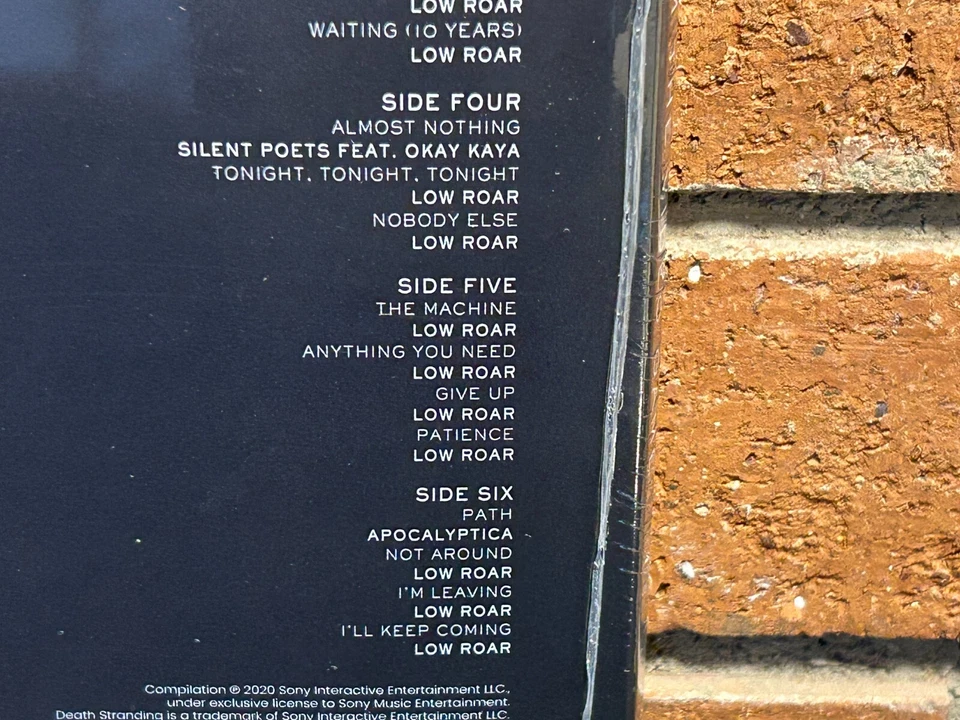 LOW ROAR
WAITING (10 YEARS)
LOW ROAR
SIDE FOUR
ALMOST NOTHING
SILENT POETS FEAT. OKAY KAYA
TONIGHT, TONIGHT, TONIGHT
LOW ROAR
NOBODY ELSE
LOW ROAR
SIDE FIVE
THE MACHINE
LOW ROAR
ANYTHING YOU NEED
LOW ROAR
GIVE UP
LOW ROAR
PATIENCE
LOW ROAR
SIDE SIX
PATH
APOCALYPTICA
NOT AROUND
LOW ROAR
I'M LEAVING
LOW ROAR
I'LL KEEP COMING
LOW ROAR
Compilation ℗ 2020 Sony Interactive Entertainment LLC.,
under exclusive license to Sony Music Entertainment.
Death Stranding is a trademark of Sony Interactive Entertainment LLC.